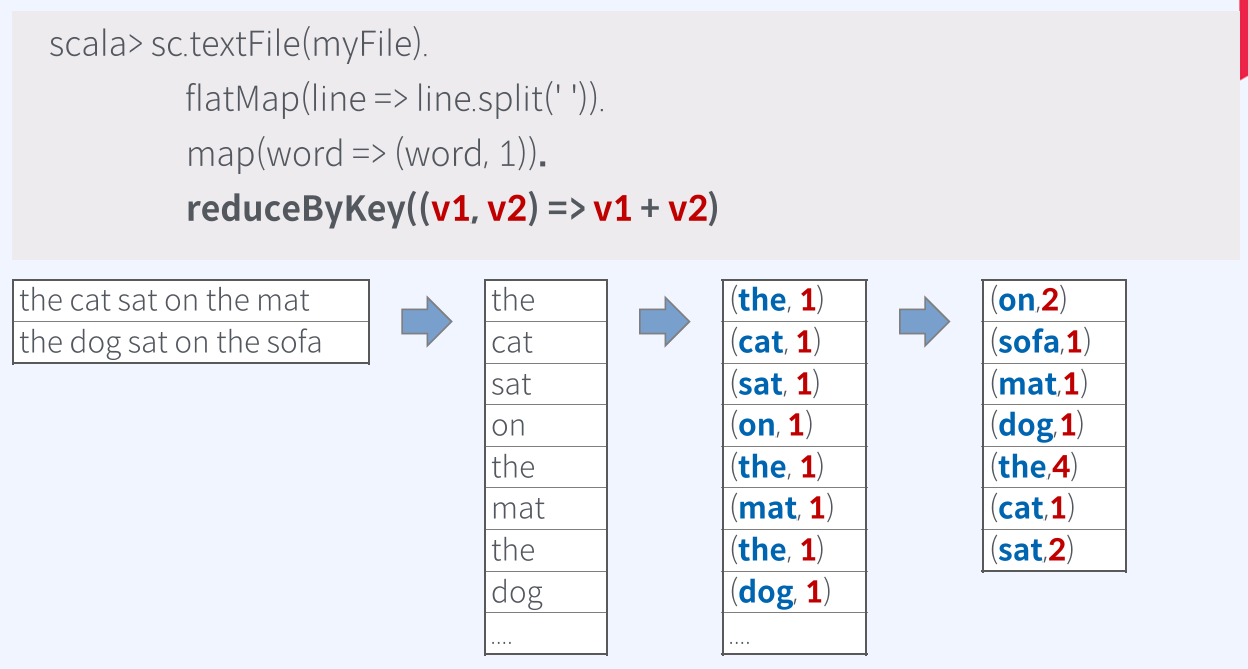 scala> sc.textFile(myFile).
flatMap(line => line.split(' ')).
map(word => (word, 1)).
reduceByKey((v1, v2) => v1 + v2)
the cat sat on the mat
the dog sat on the sofa
the
cat
sat
on
the
mat
the
dog
....
(the, 1)
(cat, 1)
(sat, 1)
(on, 1)
(the, 1)
(mat, 1)
(the, 1)
(dog, 1)
....
(on,2)
(sofa,1)
(mat,1)
(dog,1)
(the,4)
(cat,1)
(sat,2)